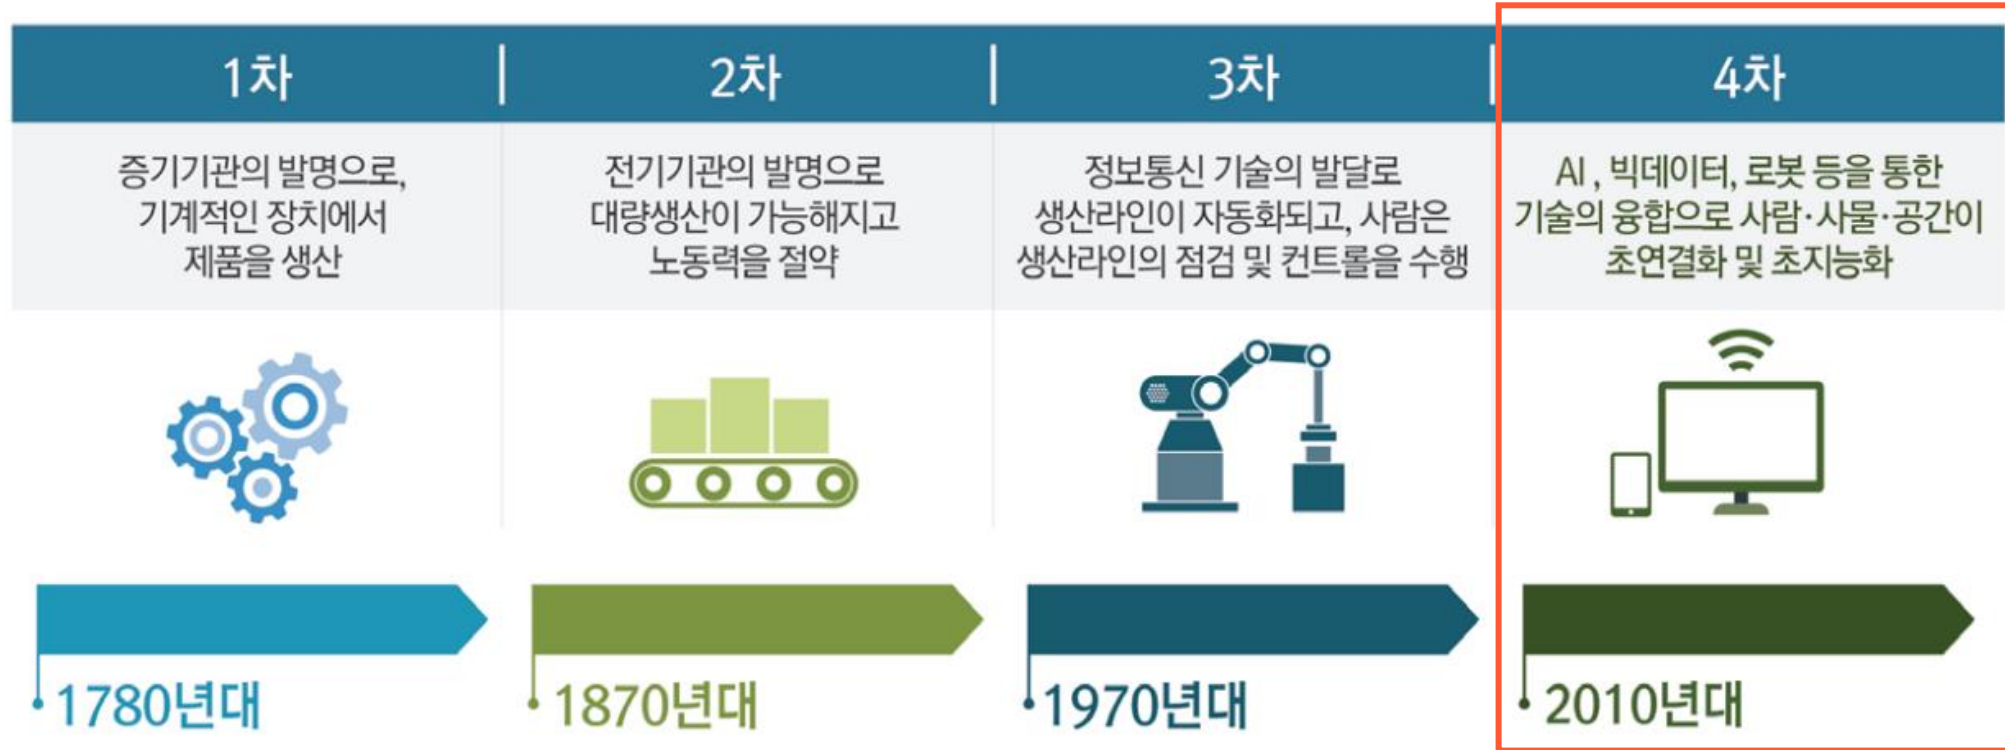 1차
2차
3차
4차
증기기관의 발명으로,
기계적인 장치에서
제품을 생산
전기기관의 발명으로
대량생산이 가능해지고
노동력을 절약
정보통신 기술의 발달로
생산라인이 자동화되고, 사람은
생산라인의 점검 및 컨트롤을 수행
AI , 빅데이터, 로봇 등을 통한
기술의 융합으로 사람·사물·공간이
초연결화 및 초지능화
1780년대
1870년대
1970년대
2010년대